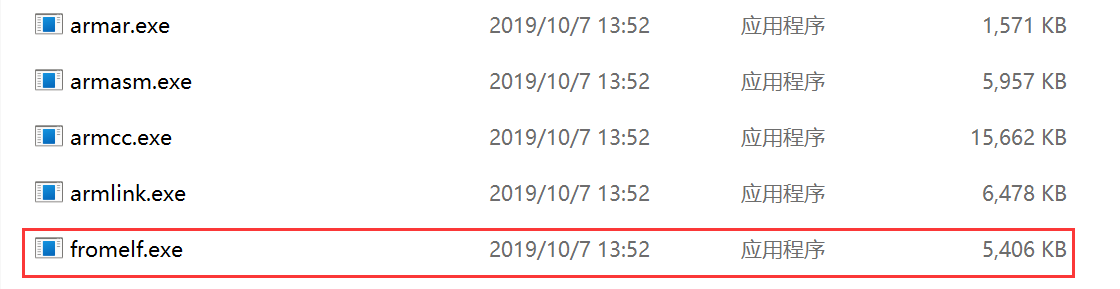 armar.exe 2019/10/7 13:52 应用程序 1,571 KB
armasm.exe 2019/10/7 13:52 应用程序 5,957 KB
armcc.exe 2019/10/7 13:52 应用程序 15,662 KB
armlink.exe 2019/10/7 13:52 应用程序 6,478 KB
fromelf.exe 2019/10/7 13:52 应用程序 5,406 KB